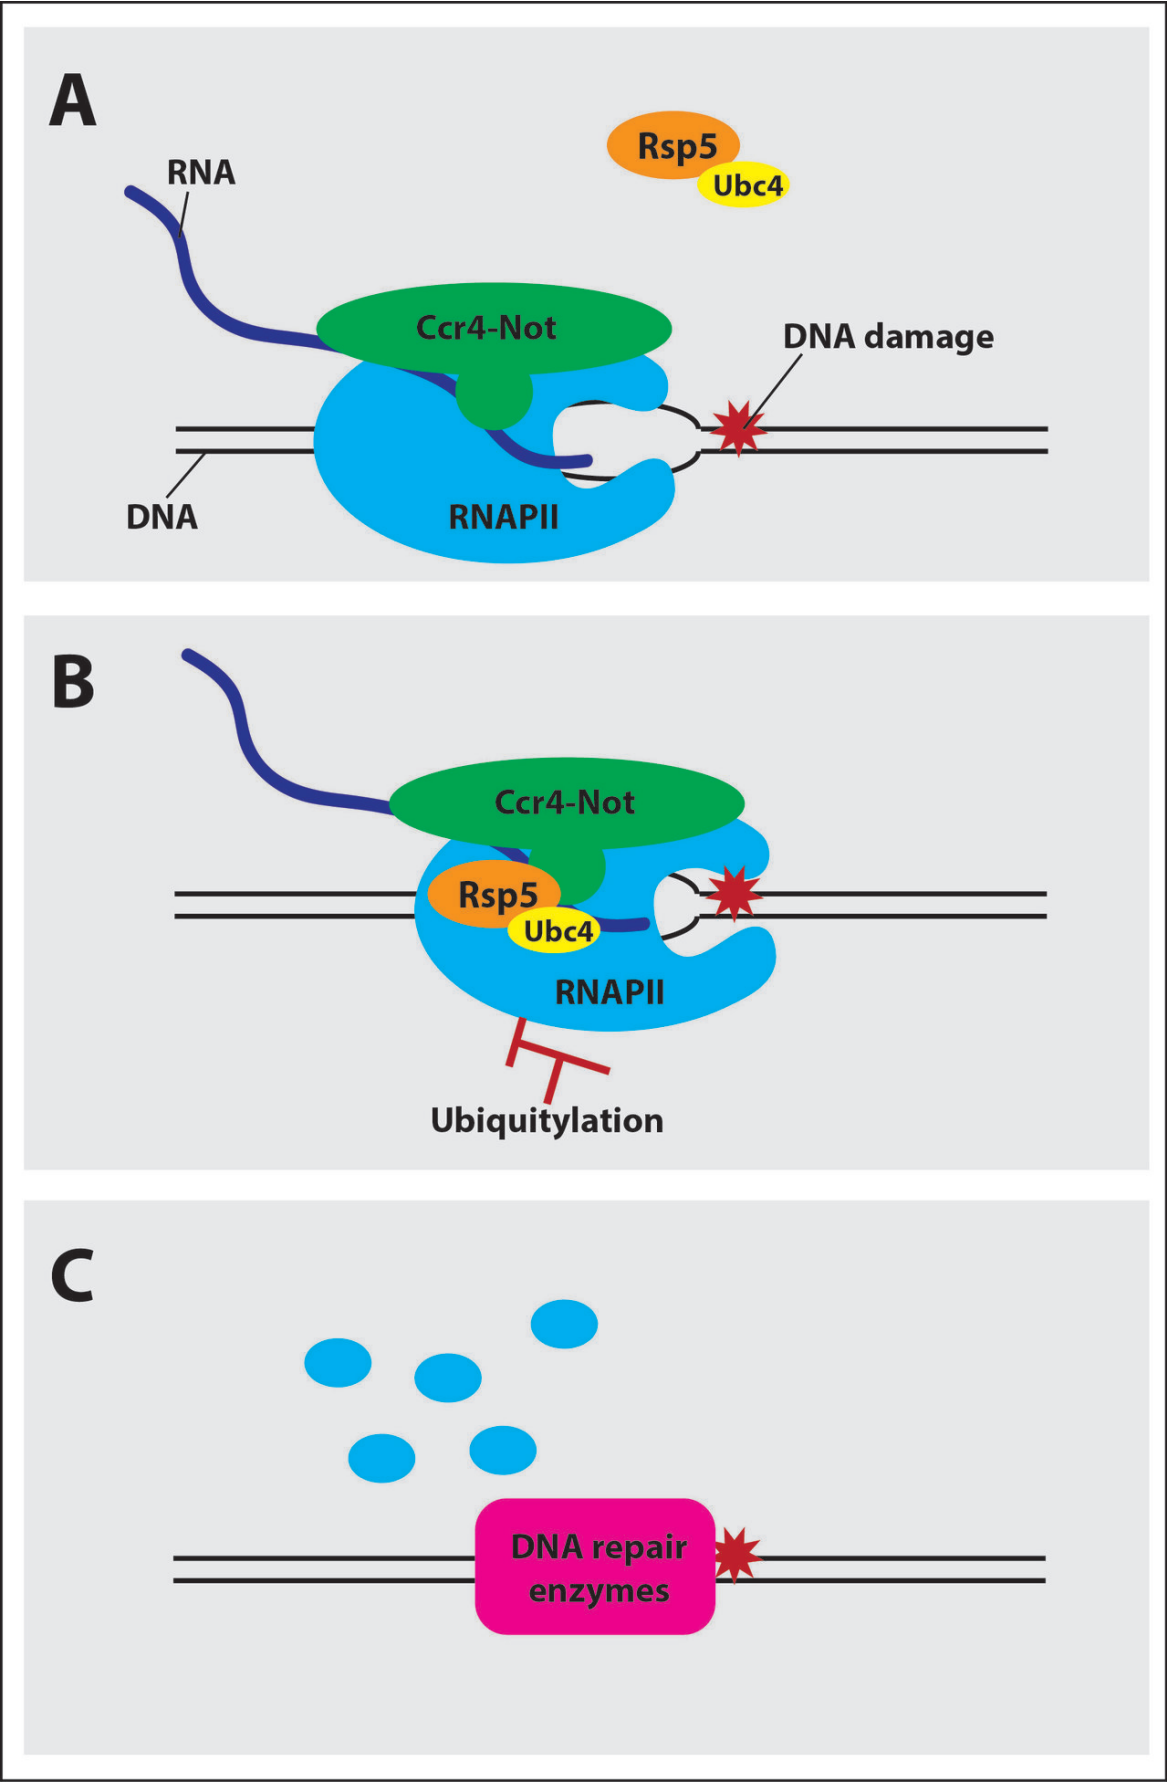 A
Rsp5
Ubc4
RNA
Ccr4-Not
DNA damage
DNA
RNAPII
B
Ccr4-Not
Rsp5
Ubc4
RNAPII
Ubiquitylation
C
DNA repair
enzymes